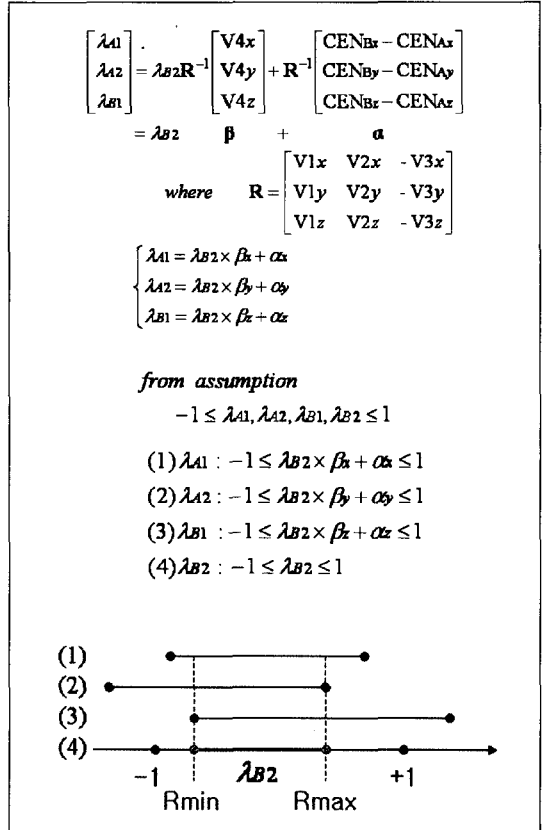 [λA1] [V4x] [CENBx − CENAx]
[λA2] = λB2R⁻¹ [V4y] + R⁻¹ [CENBy − CENAy]
[λB1] [V4z] [CENBz − CENAz]
= λB2 β + α
[V1x V2x -V3x]
where R = [V1y V2y -V3y]
[V1z V2z -V3z]
λA1 = λB2 × βx + αx
λA2 = λB2 × βy + αy
λB1 = λB2 × βz + αz
from assumption
−1 ≤ λA1, λA2, λB1, λB2 ≤ 1
(1) λA1 : −1 ≤ λB2 × βx + αx ≤ 1
(2) λA2 : −1 ≤ λB2 × βy + αy ≤ 1
(3) λB1 : −1 ≤ λB2 × βz + αz ≤ 1
(4) λB2 : −1 ≤ λB2 ≤ 1
(1)
(2)
(3)
(4)
−1 λB2 +1
Rmin Rmax